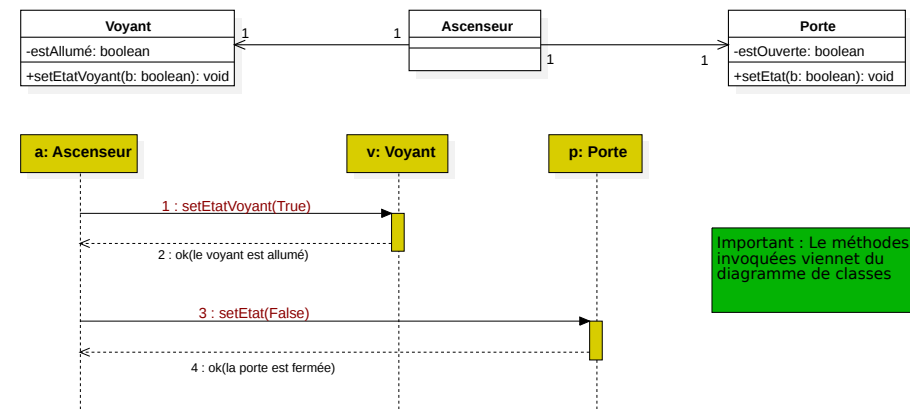 Voyant
-estAllumé: boolean
+setEtatVoyant(b: boolean): void
1
1
Ascenseur
1
1
Porte
-estOuverte: boolean
+setEtat(b: boolean): void
a: Ascenseur
v: Voyant
p: Porte
1 : setEtatVoyant(True)
2 : ok(le voyant est allumé)
3 : setEtat(False)
4 : ok(la porte est fermée)
Important : Le méthodes
invoquées viennet du
diagramme de classes